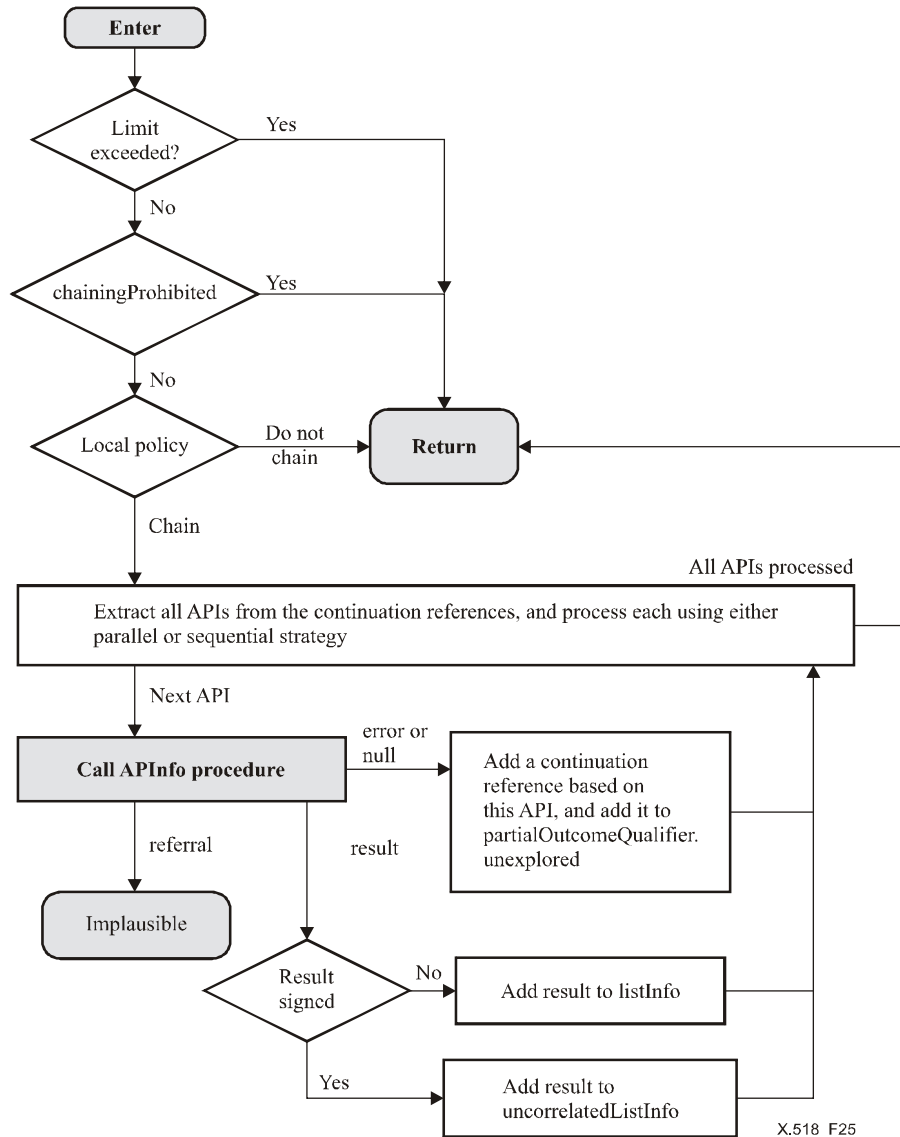 Enter
Limit
exceeded?
Yes
No
chainingProhibited
Yes
No
Local policy
Do not
chain
Return
Chain
All APIs processed
Extract all APIs from the continuation references, and process each using either
parallel or sequential strategy
Next API
Call APInfo procedure
error or
null
Add a continuation
reference based on
this API, and add it to
partialOutcomeQualifier.
unexplored
referral
result
Implausible
Result
signed
No
Add result to listInfo
Yes
Add result to
uncorrelatedListInfo
X.518_F25